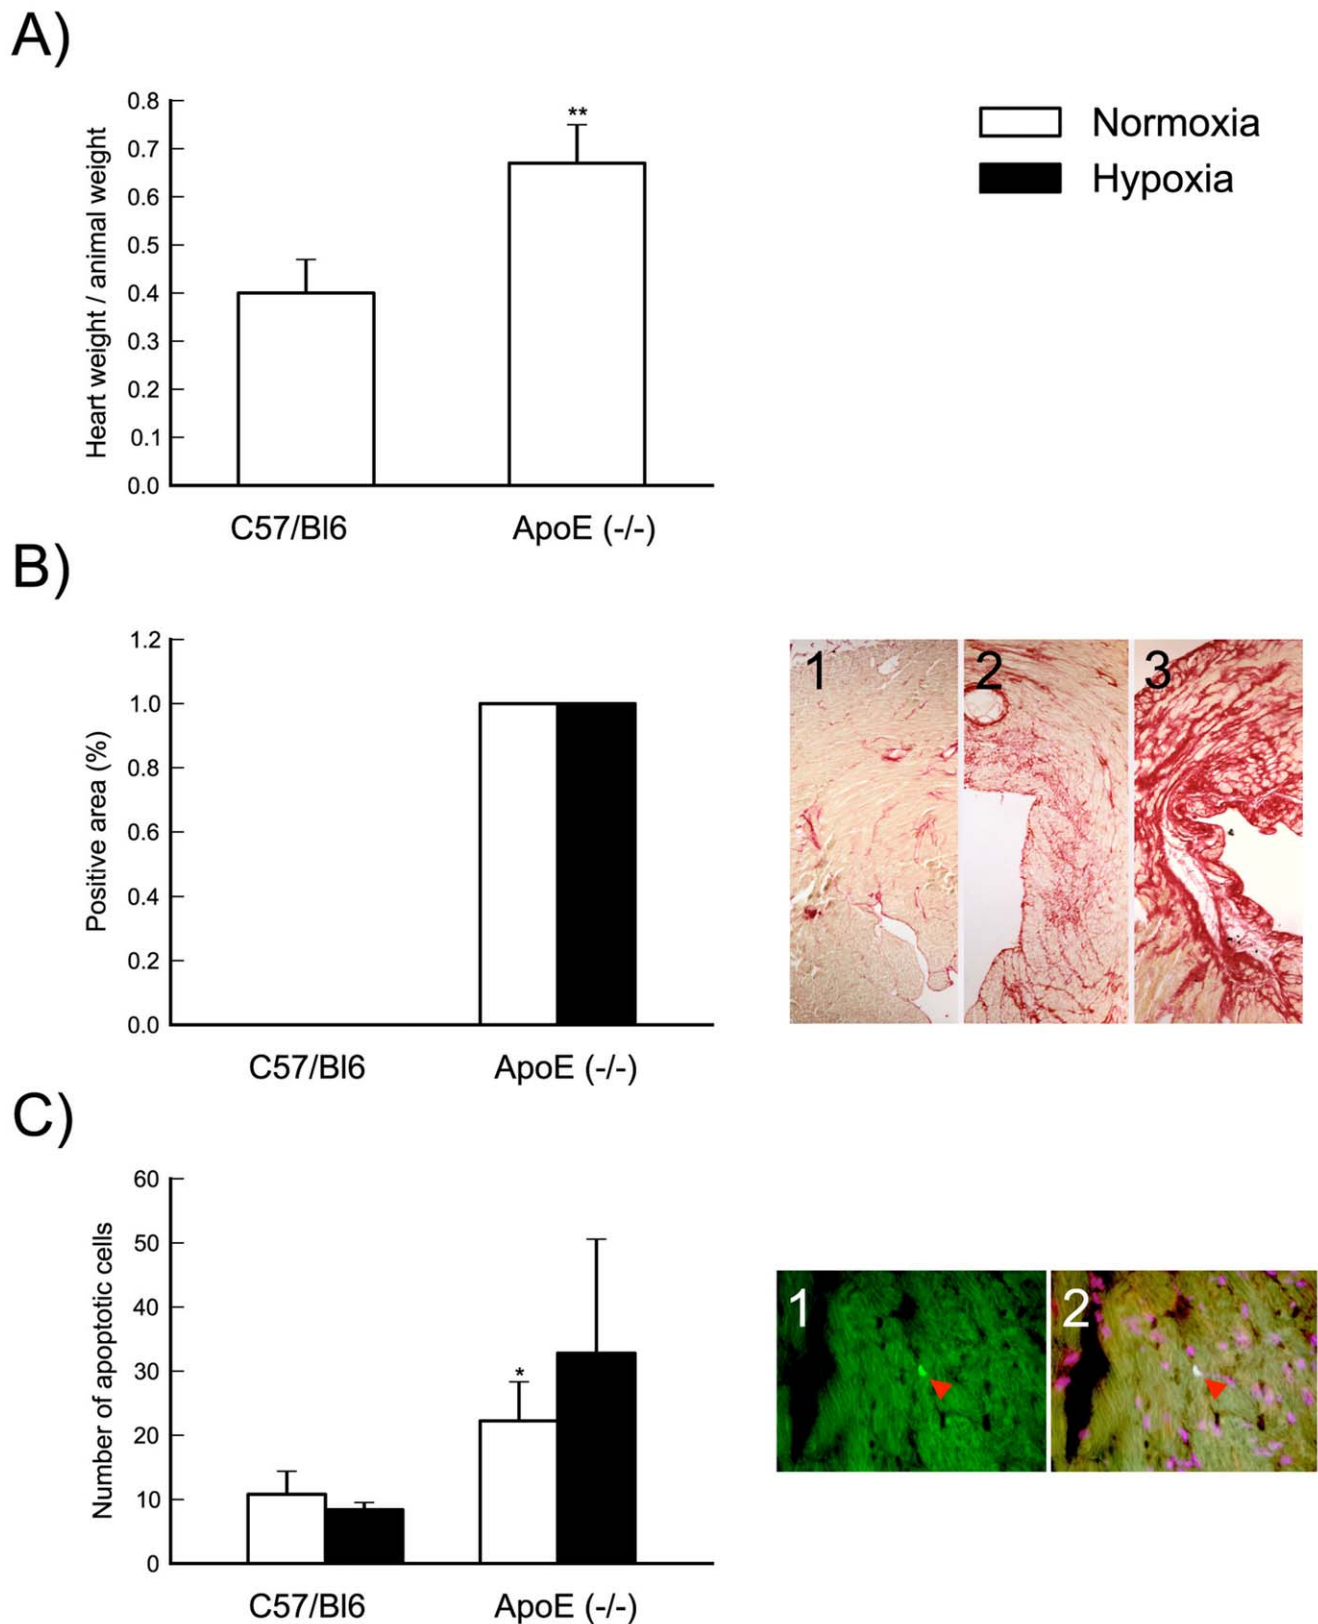 A)
Heart weight / animal weight
0.8
0.7
0.6
0.5
0.4
0.3
0.2
0.1
0.0
**
C57/Bl6
ApoE (-/-)
Normoxia
Hypoxia
B)
Positive area (%)
1.2
1.0
0.8
0.6
0.4
0.2
0.0
C57/Bl6
ApoE (-/-)
1
2
3
C)
Number of apoptotic cells
60
50
40
30
20
10
0
*
C57/Bl6
ApoE (-/-)
1
2